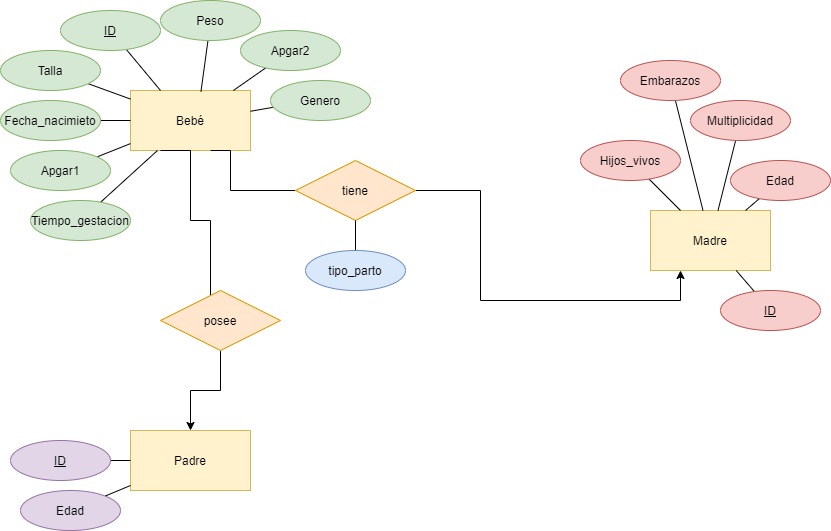 Peso
ID
Apgar2
Talla
Genero
Embarazos
Fecha_nacimieto
Bebé
Multiplicidad
Hijos_vivos
Apgar1
Edad
tiene
Tiempo_gestacion
Madre
tipo_parto
ID
posee
ID
Padre
Edad